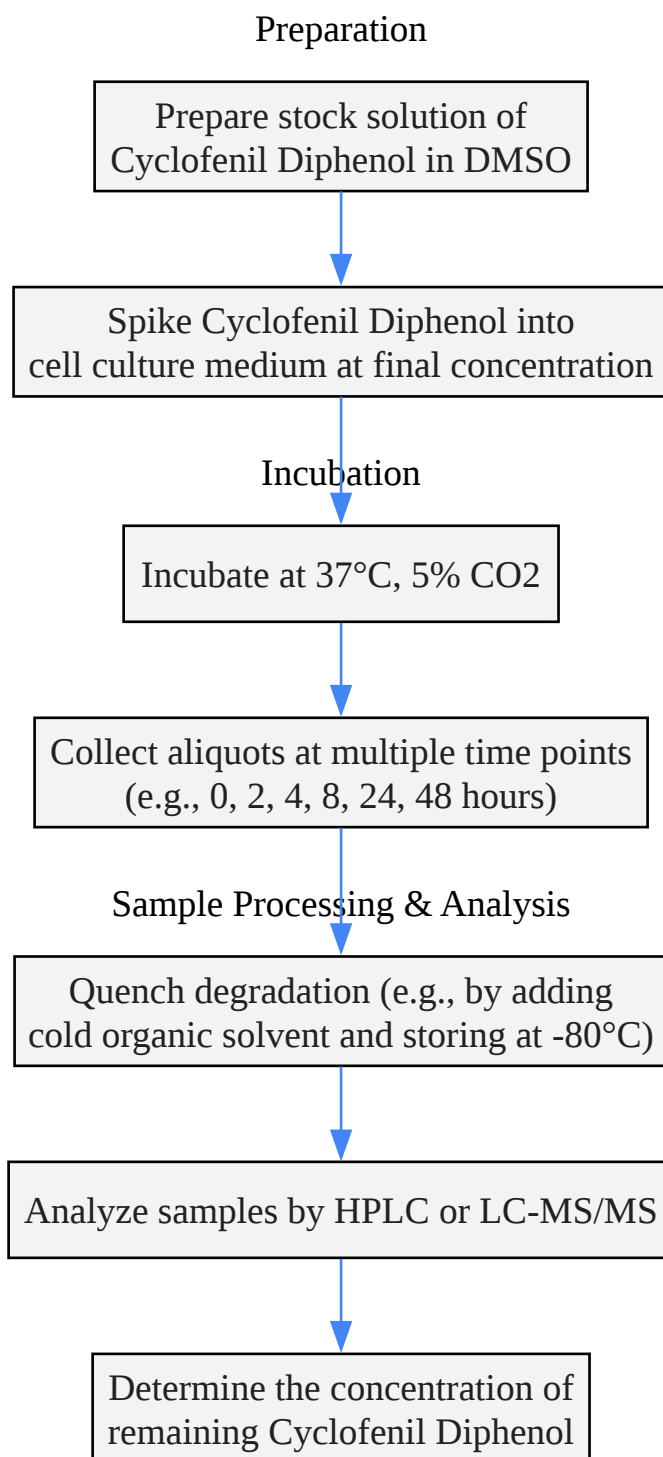 Preparation
Prepare stock solution of
Cyclofenil Diphenol in DMSO
Spike Cyclofenil Diphenol into
cell culture medium at final concentration
Incubation
Incubate at 37°C, 5% CO2
Collect aliquots at multiple time points
(e.g., 0, 2, 4, 8, 24, 48 hours)
Sample Processing & Analysis
Quench degradation (e.g., by adding
cold organic solvent and storing at -80°C)
Analyze samples by HPLC or LC-MS/MS
Determine the concentration of
remaining Cyclofenil Diphenol